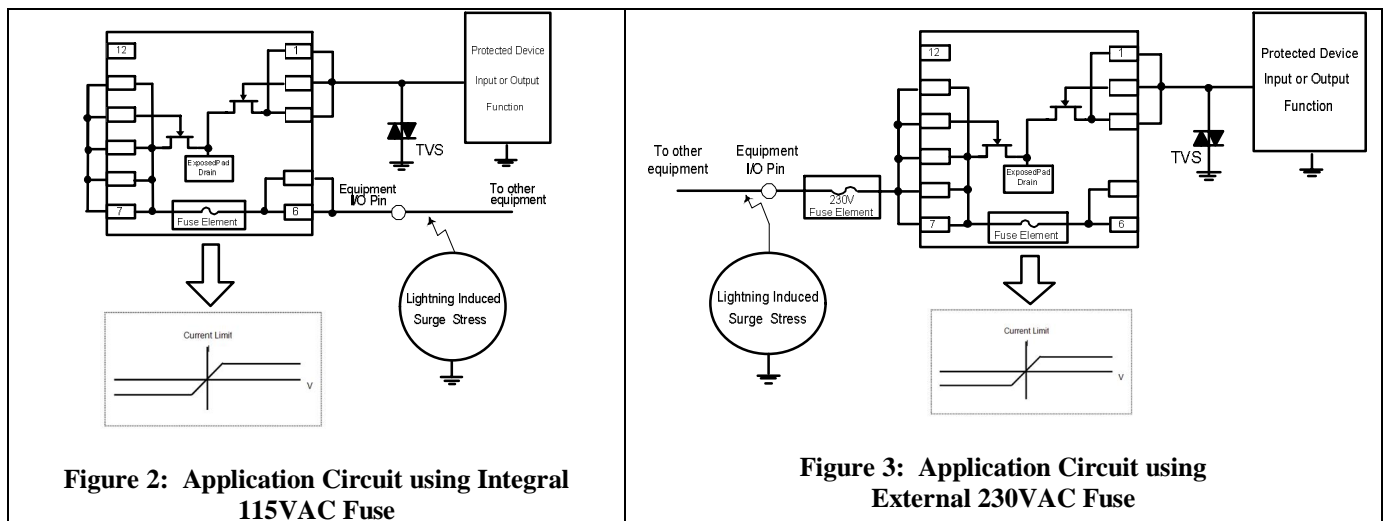 12
1
Protected Device
Input or Output
Function
ExposedPad
Drain
TVS
7
Fuse Element
6
Equipment
I/O Pin
To other
equipment
Lightning Induced
Surge Stress
Current Limit
V
Figure 2: Application Circuit using Integral
115VAC Fuse
12
1
Protected Device
Input or Output
Function
ExposedPad
Drain
TVS
To other
equipment
Equipment
I/O Pin
230V
Fuse Element
7
Fuse Element
6
Lightning Induced
Surge Stress
Current Limit
V
Figure 3: Application Circuit using
External 230VAC Fuse